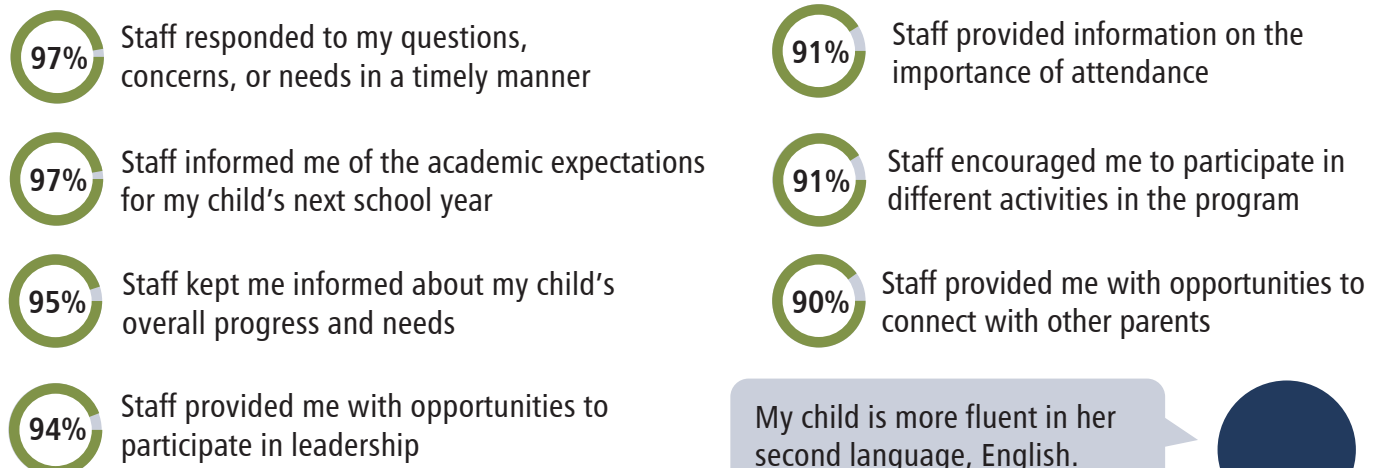 97%
Staff responded to my questions,
concerns, or needs in a timely manner
97%
Staff informed me of the academic expectations
for my child’s next school year
95%
Staff kept me informed about my child’s
overall progress and needs
94%
Staff provided me with opportunities to
participate in leadership
91%
Staff provided information on the
importance of attendance
91%
Staff encouraged me to participate in
different activities in the program
90%
Staff provided me with opportunities to
connect with other parents
My child is more fluent in her
second language, English.